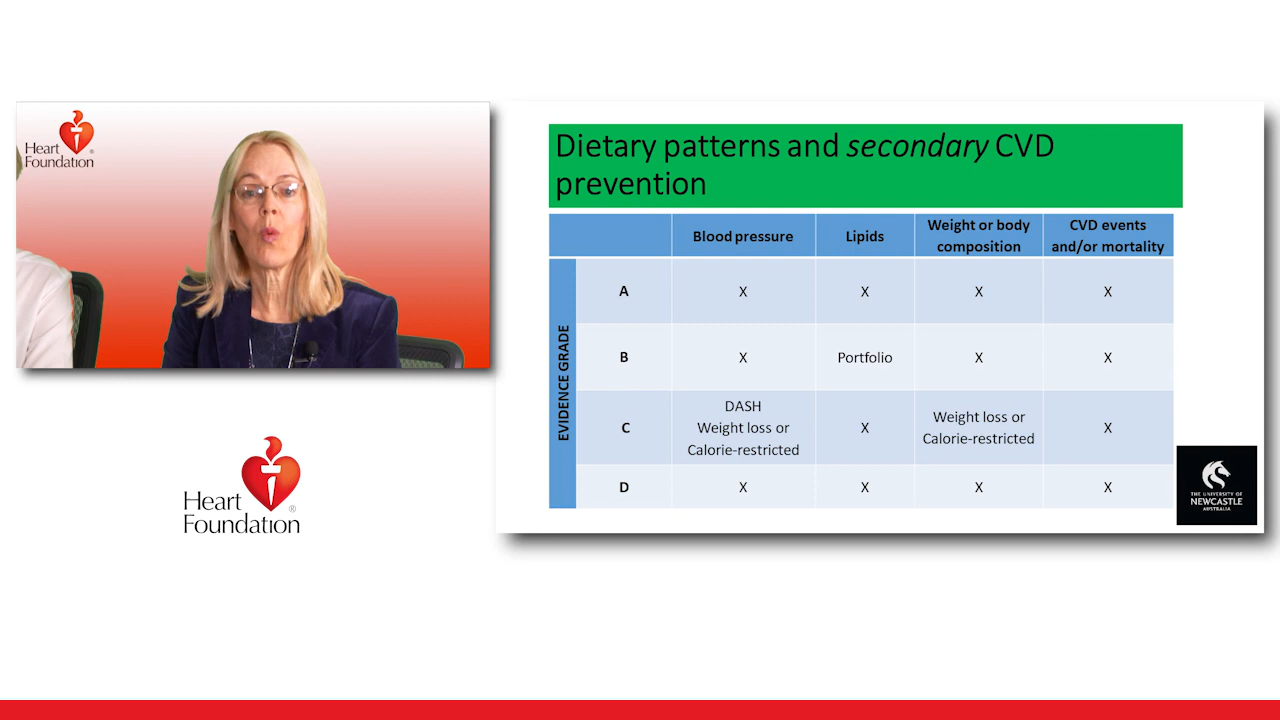 Heart
Foundation
Heart
Foundation
Dietary patterns and secondary CVD
prevention
Blood pressure
Lipids
Weight or body
composition
CVD events
and/or mortality
EVIDENCE GRADE
A
X
X
X
X
B
X
Portfolio
X
X
C
DASH
Weight loss or
Calorie-restricted
X
Weight loss or
Calorie-restricted
X
D
X
X
X
X
THE UNIVERSITY OF
NEWCASTLE
AUSTRALIA